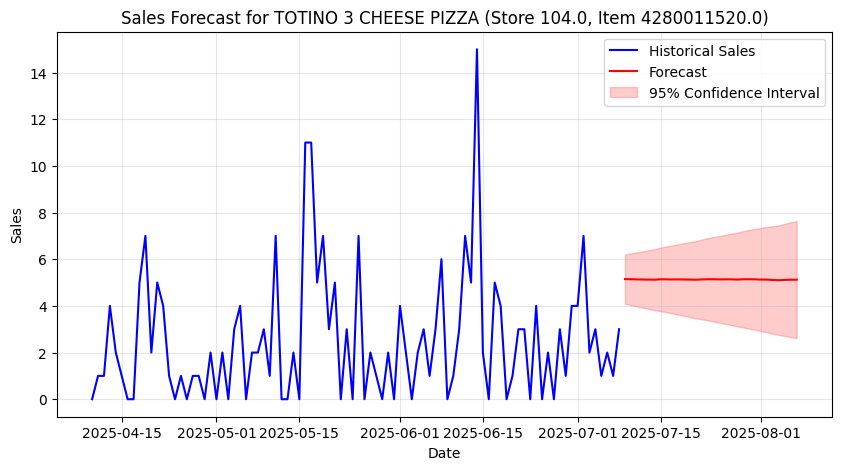 Sales Forecast for TOTINO 3 CHEESE PIZZA (Store 104.0, Item 4280011520.0)
Historical Sales
Forecast
95% Confidence Interval
Sales
14
12
10
8
6
4
2
0
2025-04-15 2025-05-01 2025-05-15 2025-06-01 2025-06-15 2025-07-01 2025-07-15 2025-08-01
Date